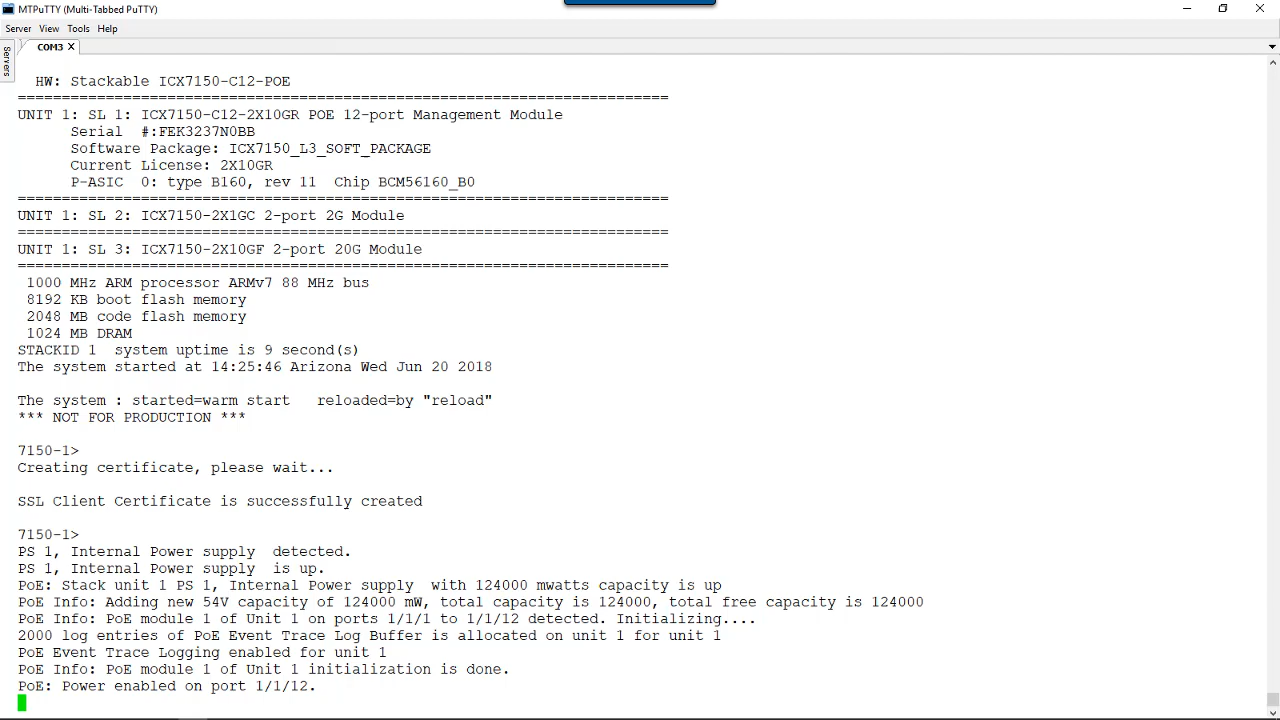 MTPuTTY (Multi-Tabbed PuTTY)
Server View Tools Help
Servers
COM3 X
HW: Stackable ICX7150-C12-POE
==========================================================================
UNIT 1: SL 1: ICX7150-C12-2X10GR POE 12-port Management Module
Serial  #:FEK3237N0BB
Software Package: ICX7150_L3_SOFT_PACKAGE
Current License: 2X10GR
P-ASIC  0: type B160, rev 11  Chip BCM56160_B0
==========================================================================
UNIT 1: SL 2: ICX7150-2X1GC 2-port 2G Module
==========================================================================
UNIT 1: SL 3: ICX7150-2X10GF 2-port 20G Module
==========================================================================
1000 MHz ARM processor ARMv7 88 MHz bus
8192 KB boot flash memory
2048 MB code flash memory
1024 MB DRAM
STACKID 1  system uptime is 9 second(s)
The system started at 14:25:46 Arizona Wed Jun 20 2018
The system : started=warm start   reloaded=by "reload"
*** NOT FOR PRODUCTION ***
7150-1>
Creating certificate, please wait...
SSL Client Certificate is successfully created
7150-1>
PS 1, Internal Power supply  detected.
PS 1, Internal Power supply  is up.
PoE: Stack unit 1 PS 1, Internal Power supply  with 124000 mwatts capacity is up
PoE Info: Adding new 54V capacity of 124000 mW, total capacity is 124000, total free capacity is 124000
PoE Info: PoE module 1 of Unit 1 on ports 1/1/1 to 1/1/12 detected. Initializing....
2000 log entries of PoE Event Trace Log Buffer is allocated on unit 1 for unit 1
PoE Event Trace Logging enabled for unit 1
PoE Info: PoE module 1 of Unit 1 initialization is done.
PoE: Power enabled on port 1/1/12.